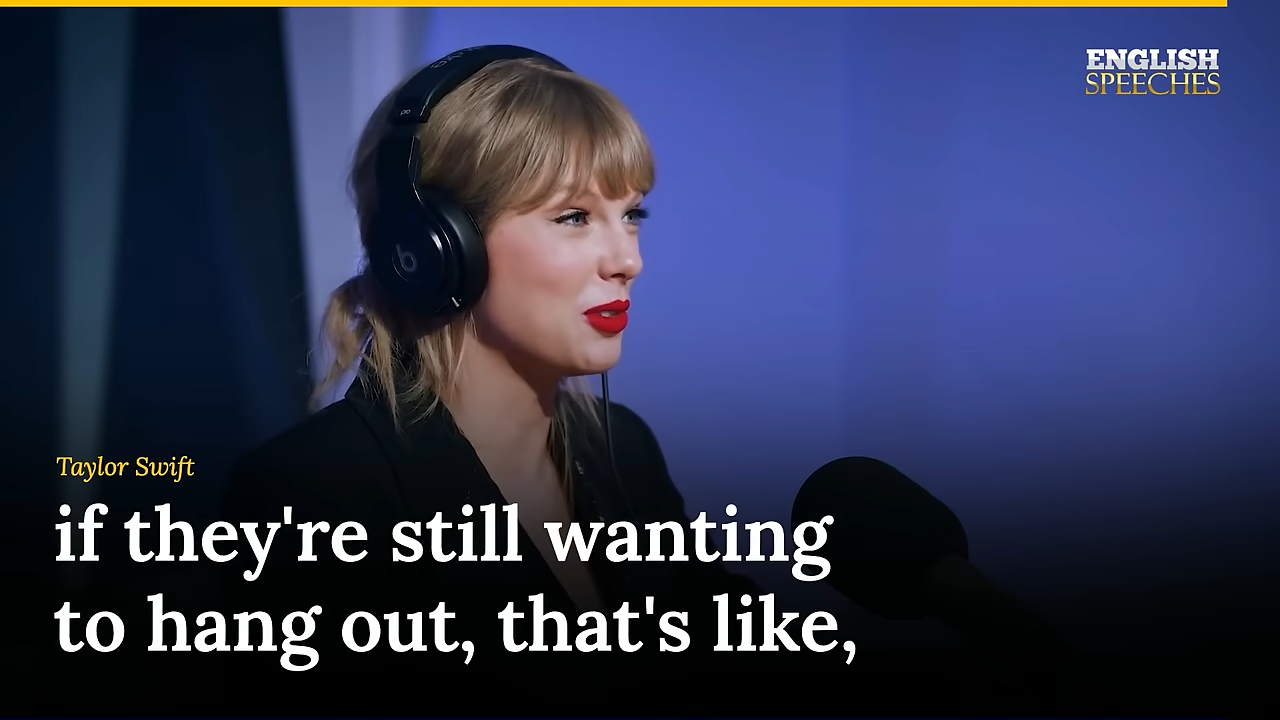 ENGLISH
SPEECHES
Taylor Swift
if they're still wanting
to hang out, that's like,